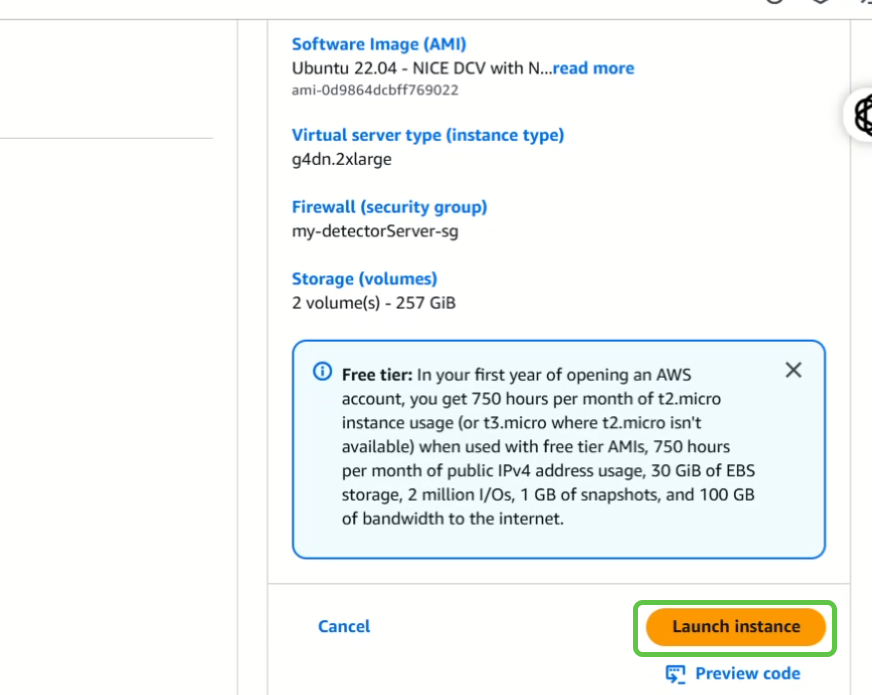 Software Image (AMI)
Ubuntu 22.04 - NICE DCV with N...read more
ami-0d9864dcbff769022
Virtual server type (instance type)
g4dn.2xlarge
Firewall (security group)
my-detectorServer-sg
Storage (volumes)
2 volume(s) - 257 GiB
Free tier: In your first year of opening an AWS
account, you get 750 hours per month of t2.micro
instance usage (or t3.micro where t2.micro isn't
available) when used with free tier AMIs, 750 hours
per month of public IPv4 address usage, 30 GiB of EBS
storage, 2 million I/Os, 1 GB of snapshots, and 100 GB
of bandwidth to the internet.
Cancel
Launch instance
Preview code